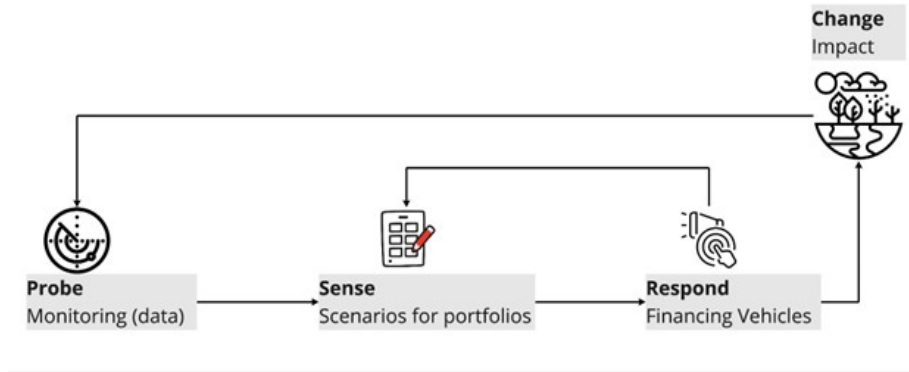 Change
Impact
Probe
Monitoring (data)
Sense
Scenarios for portfolios
Respond
Financing Vehicles